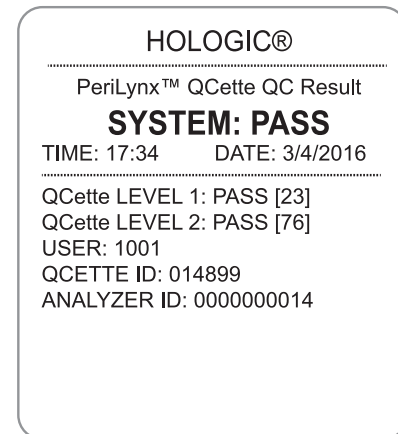 HOLOGIC®
PeriLynx™ QCette QC Result
SYSTEM: PASS
TIME: 17:34 DATE: 3/4/2016
QCette LEVEL 1: PASS [23]
QCette LEVEL 2: PASS [76]
USER: 1001
QCETTE ID: 014899
ANALYZER ID: 0000000014